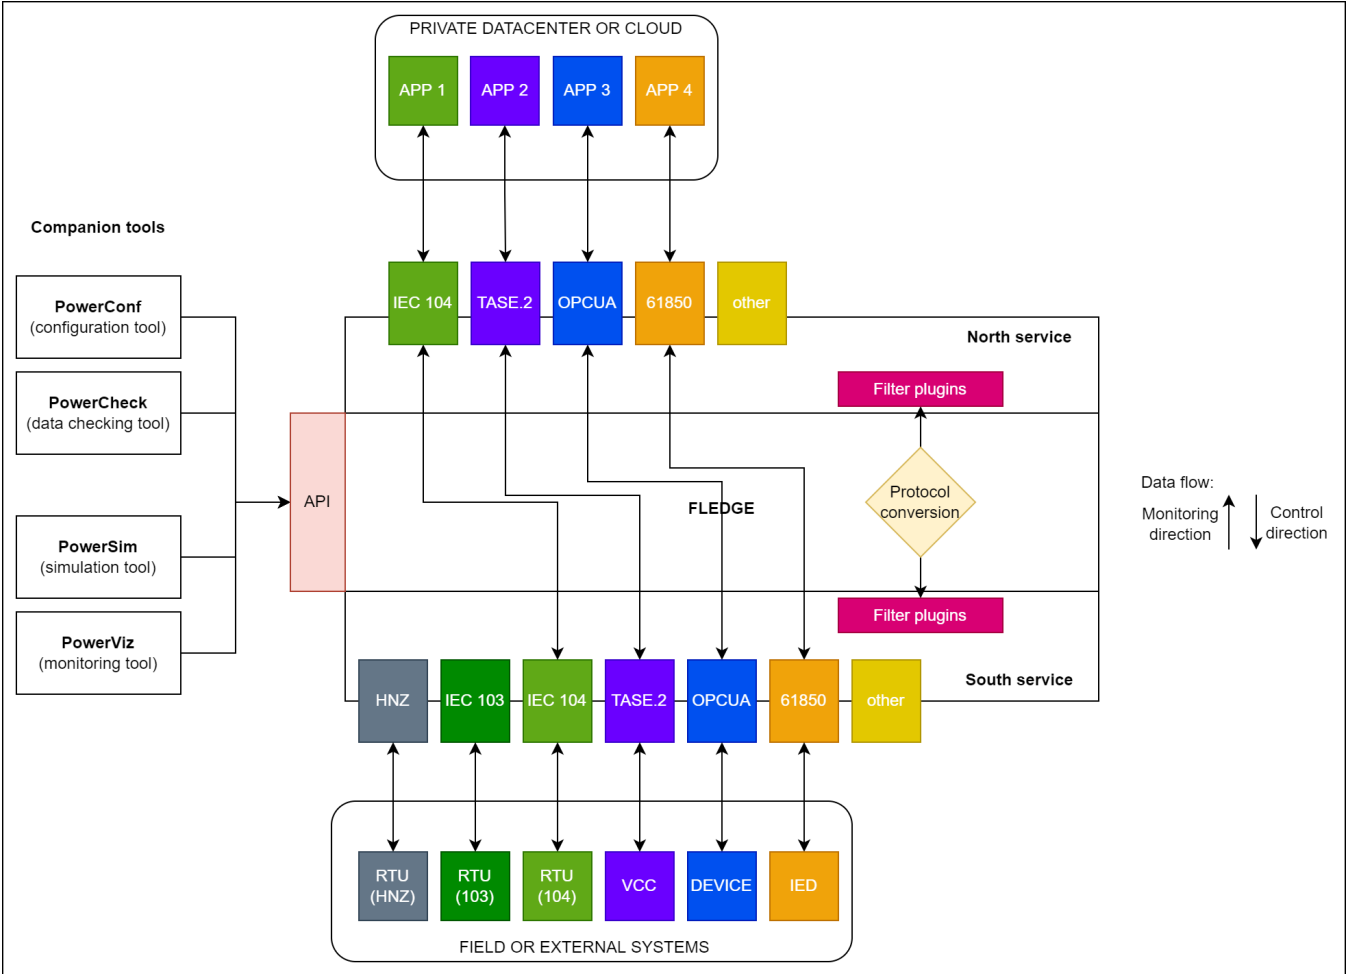 PRIVATE DATACENTER OR CLOUD
APP 1
APP 2
APP 3
APP 4
Companion tools
PowerConf
(configuration tool)
PowerCheck
(data checking tool)
PowerSim
(simulation tool)
PowerViz
(monitoring tool)
API
IEC 104
TASE.2
OPCUA
61850
other
North service
Filter plugins
Protocol
conversion
FLEDGE
Filter plugins
South service
Data flow:
Monitoring
direction
Control
direction
HNZ
IEC 103
IEC 104
TASE.2
OPCUA
61850
other
RTU
(HNZ)
RTU
(103)
RTU
(104)
VCC
DEVICE
IED
FIELD OR EXTERNAL SYSTEMS